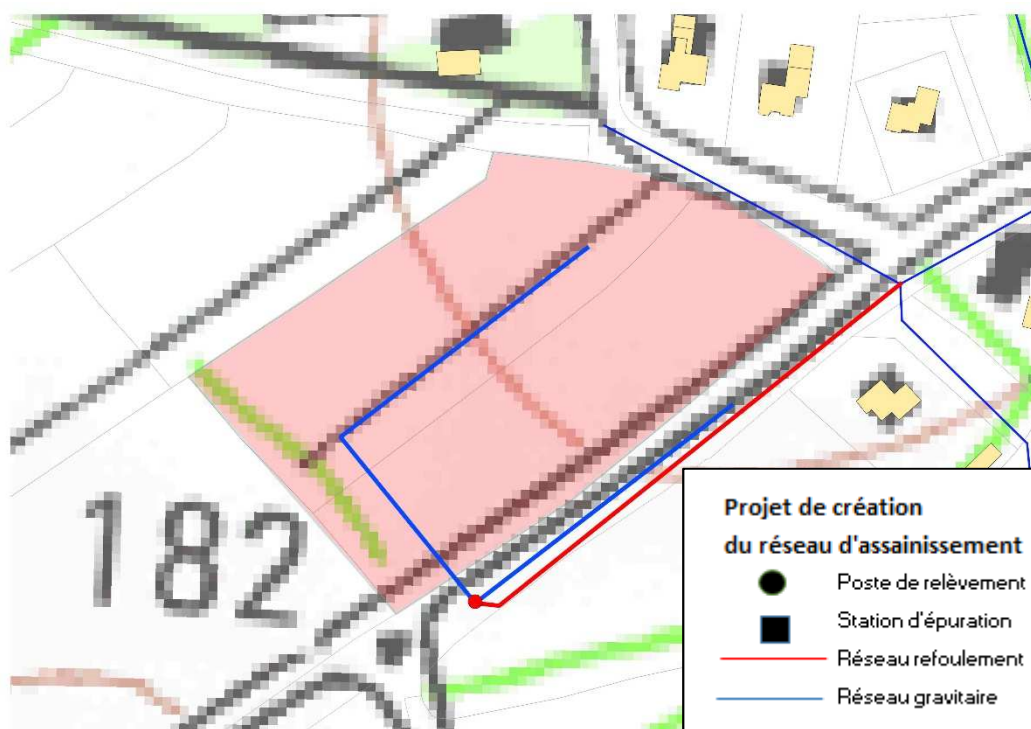 182
Projet de création
du réseau d'assainissement
Poste de relèvement
Station d'épuration
Réseau refoulement
Réseau gravitaire